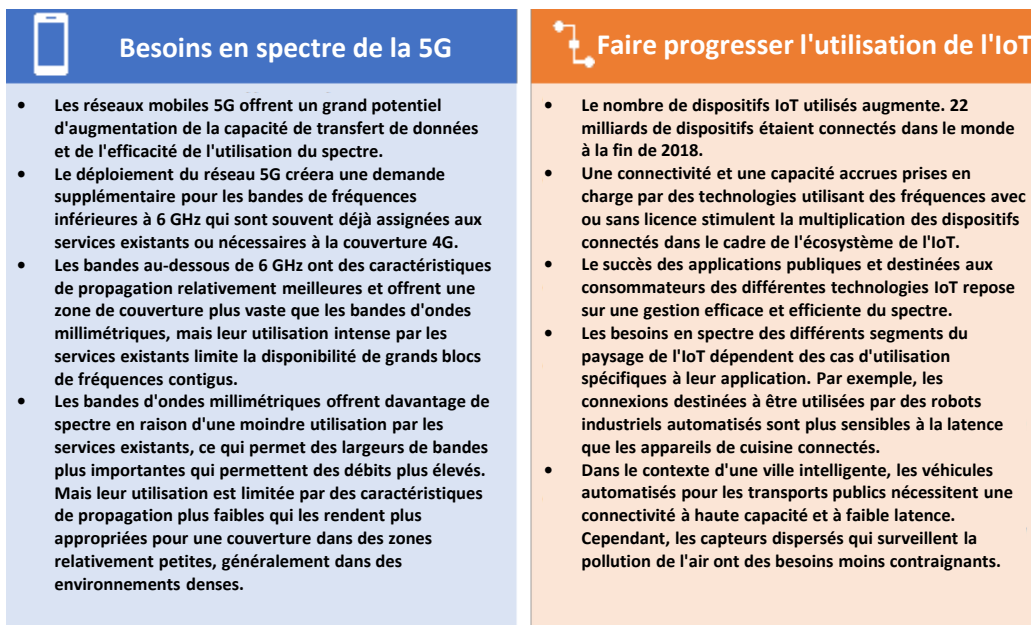 Besoins en spectre de la 5G
• Les réseaux mobiles 5G offrent un grand potentiel
d'augmentation de la capacité de transfert de données
et de l'efficacité de l'utilisation du spectre.
• Le déploiement du réseau 5G créera une demande
supplémentaire pour les bandes de fréquences
inférieures à 6 GHz qui sont souvent déjà assignées aux
services existants ou nécessaires à la couverture 4G.
• Les bandes au-dessous de 6 GHz ont des caractéristiques
de propagation relativement meilleures et offrent une
zone de couverture plus vaste que les bandes d'ondes
millimétriques, mais leur utilisation intense par les
services existants limite la disponibilité de grands blocs
de fréquences contigus.
• Les bandes d'ondes millimétriques offrent davantage de
spectre en raison d'une moindre utilisation par les
services existants, ce qui permet des largeurs de bandes
plus importantes qui permettent des débits plus élevés.
Mais leur utilisation est limitée par des caractéristiques
de propagation plus faibles qui les rendent plus
appropriées pour une couverture dans des zones
relativement petites, généralement dans des
environnements denses.
Faire progresser l'utilisation de l'IoT
• Le nombre de dispositifs IoT utilisés augmente. 22
milliards de dispositifs étaient connectés dans le monde
à la fin de 2018.
• Une connectivité et une capacité accrues prises en
charge par des technologies utilisant des fréquences avec
ou sans licence stimulent la multiplication des dispositifs
connectés dans le cadre de l'écosystème de l'IoT.
• Le succès des applications publiques et destinées aux
consommateurs des différentes technologies IoT repose
sur une gestion efficace et efficiente du spectre.
• Les besoins en spectre des différents segments du
paysage de l'IoT dépendent des cas d'utilisation
spécifiques à leur application. Par exemple, les
connexions destinées à être utilisées par des robots
industriels automatisés sont plus sensibles à la latence
que les appareils de cuisine connectés.
• Dans le contexte d'une ville intelligente, les véhicules
automatisés pour les transports publics nécessitent une
connectivité à haute capacité et à faible latence.
Cependant, les capteurs dispersés qui surveillent la
pollution de l'air ont des besoins moins contraignants.